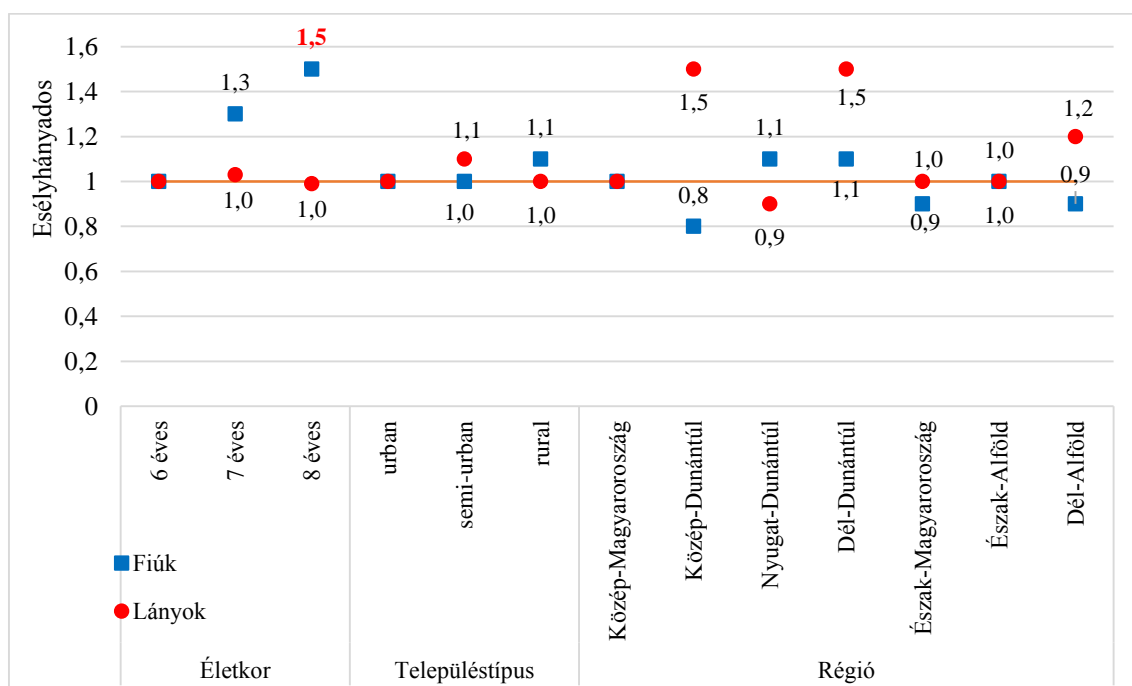 Esélyhányados
1,6
1,4
1,2
1
0,8
0,6
0,4
0,2
0
1,3
1,5
1,0
1,0
1,1
1,0
1,1
1,0
1,5
0,8
1,1
0,9
1,5
1,1
1,0
0,9
1,0
1,0
1,2
0,9
6 éves
7 éves
8 éves
urban
semi-urban
rural
Közép-Magyaroroszág
Közép-Dunántúl
Nyugat-Dunántúl
Dél-Dunántúl
Észak-Magyaroroszág
Észak-Alföld
Dél-Alföld
Fiúk
Lányok
Életkor
Településtípus
Régió